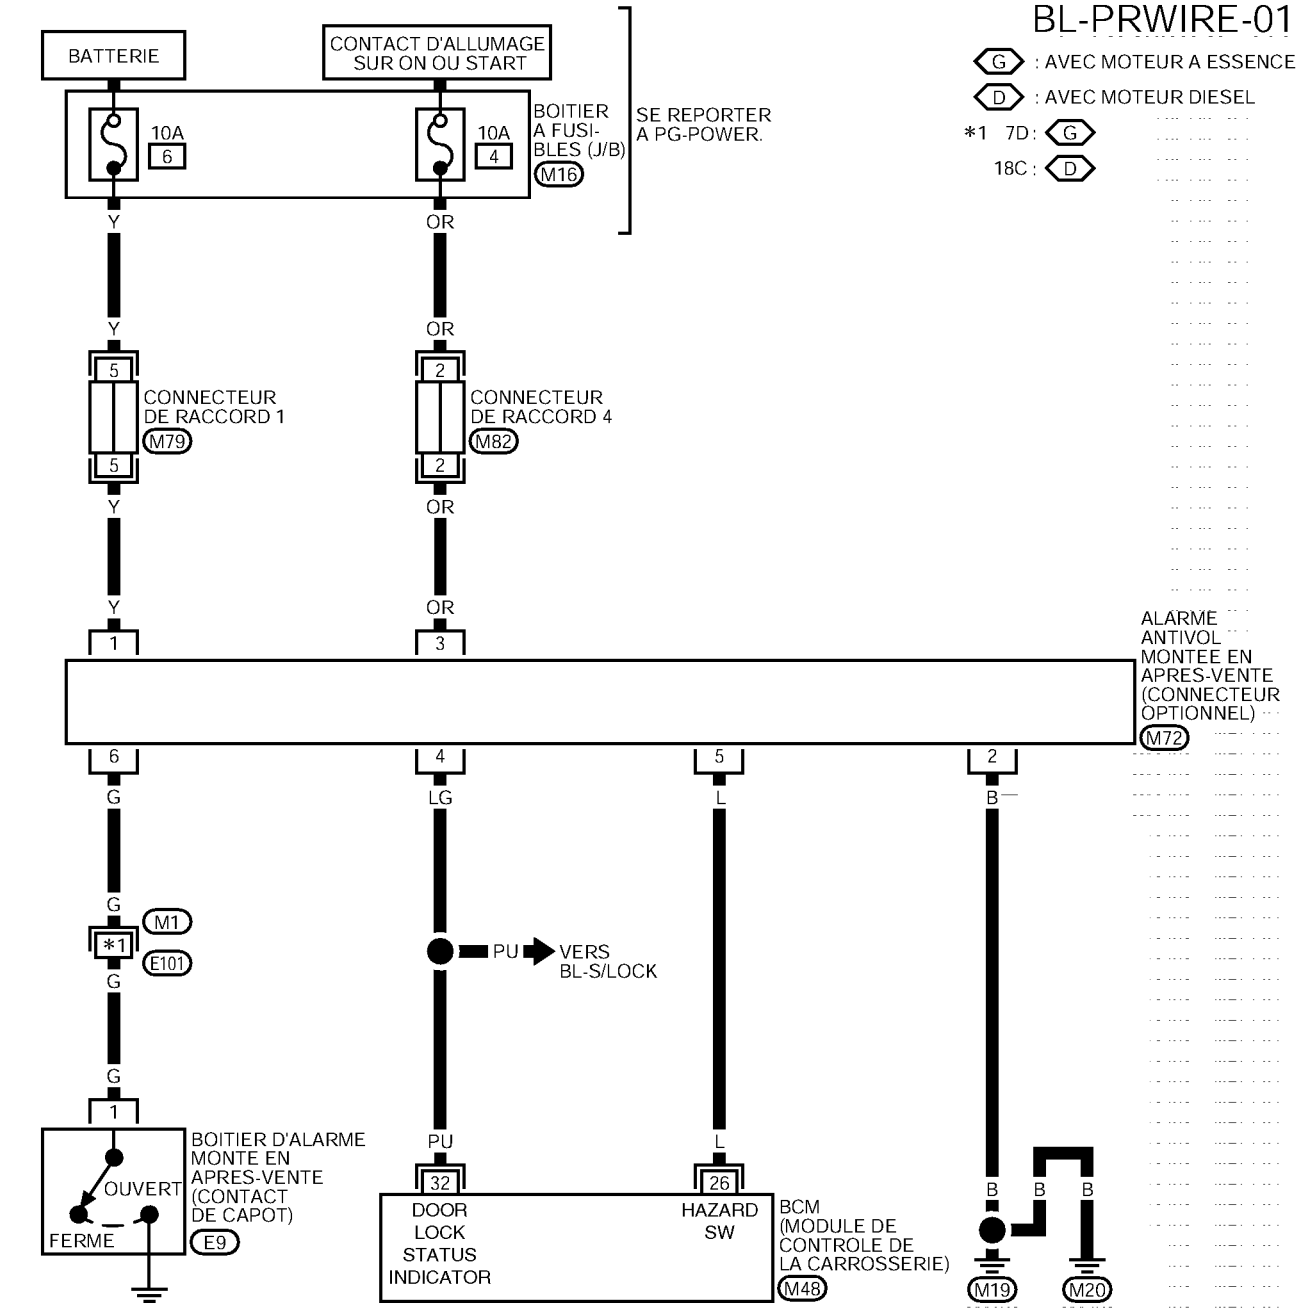 BL-PRWIRE-01
BATTERIE
CONTACT D'ALLUMAGE
SUR ON OU START
G : AVEC MOTEUR A ESSENCE
D : AVEC MOTEUR DIESEL
*1 7D: G
18C: D
10A
6
10A
4
BOITIER
A FUSI-
BLES (J/B)
M16
SE REPORTER
A PG-POWER.
Y
OR
Y
OR
5
2
CONNECTEUR
DE RACCORD 1
M79
CONNECTEUR
DE RACCORD 4
M82
5
2
Y
OR
Y
OR
1
3
ALARME
ANTIVOL
MONTEE EN
APRES-VENTE
(CONNECTEUR
OPTIONNEL)
M72
6
4
5
2
G
LG
L
B
G
M1
*1
E101
G
PU
VERS
BL-S/LOCK
G
1
BOITIER D'ALARME
MONTE EN
APRES-VENTE
(CONTACT
DE CAPOT)
E9
OUVERT
FERME
PU
L
32
26
DOOR
LOCK
STATUS
INDICATOR
HAZARD
SW
BCM
(MODULE DE
CONTROLE DE
LA CARROSSERIE)
M48
B
B
B
M19
M20